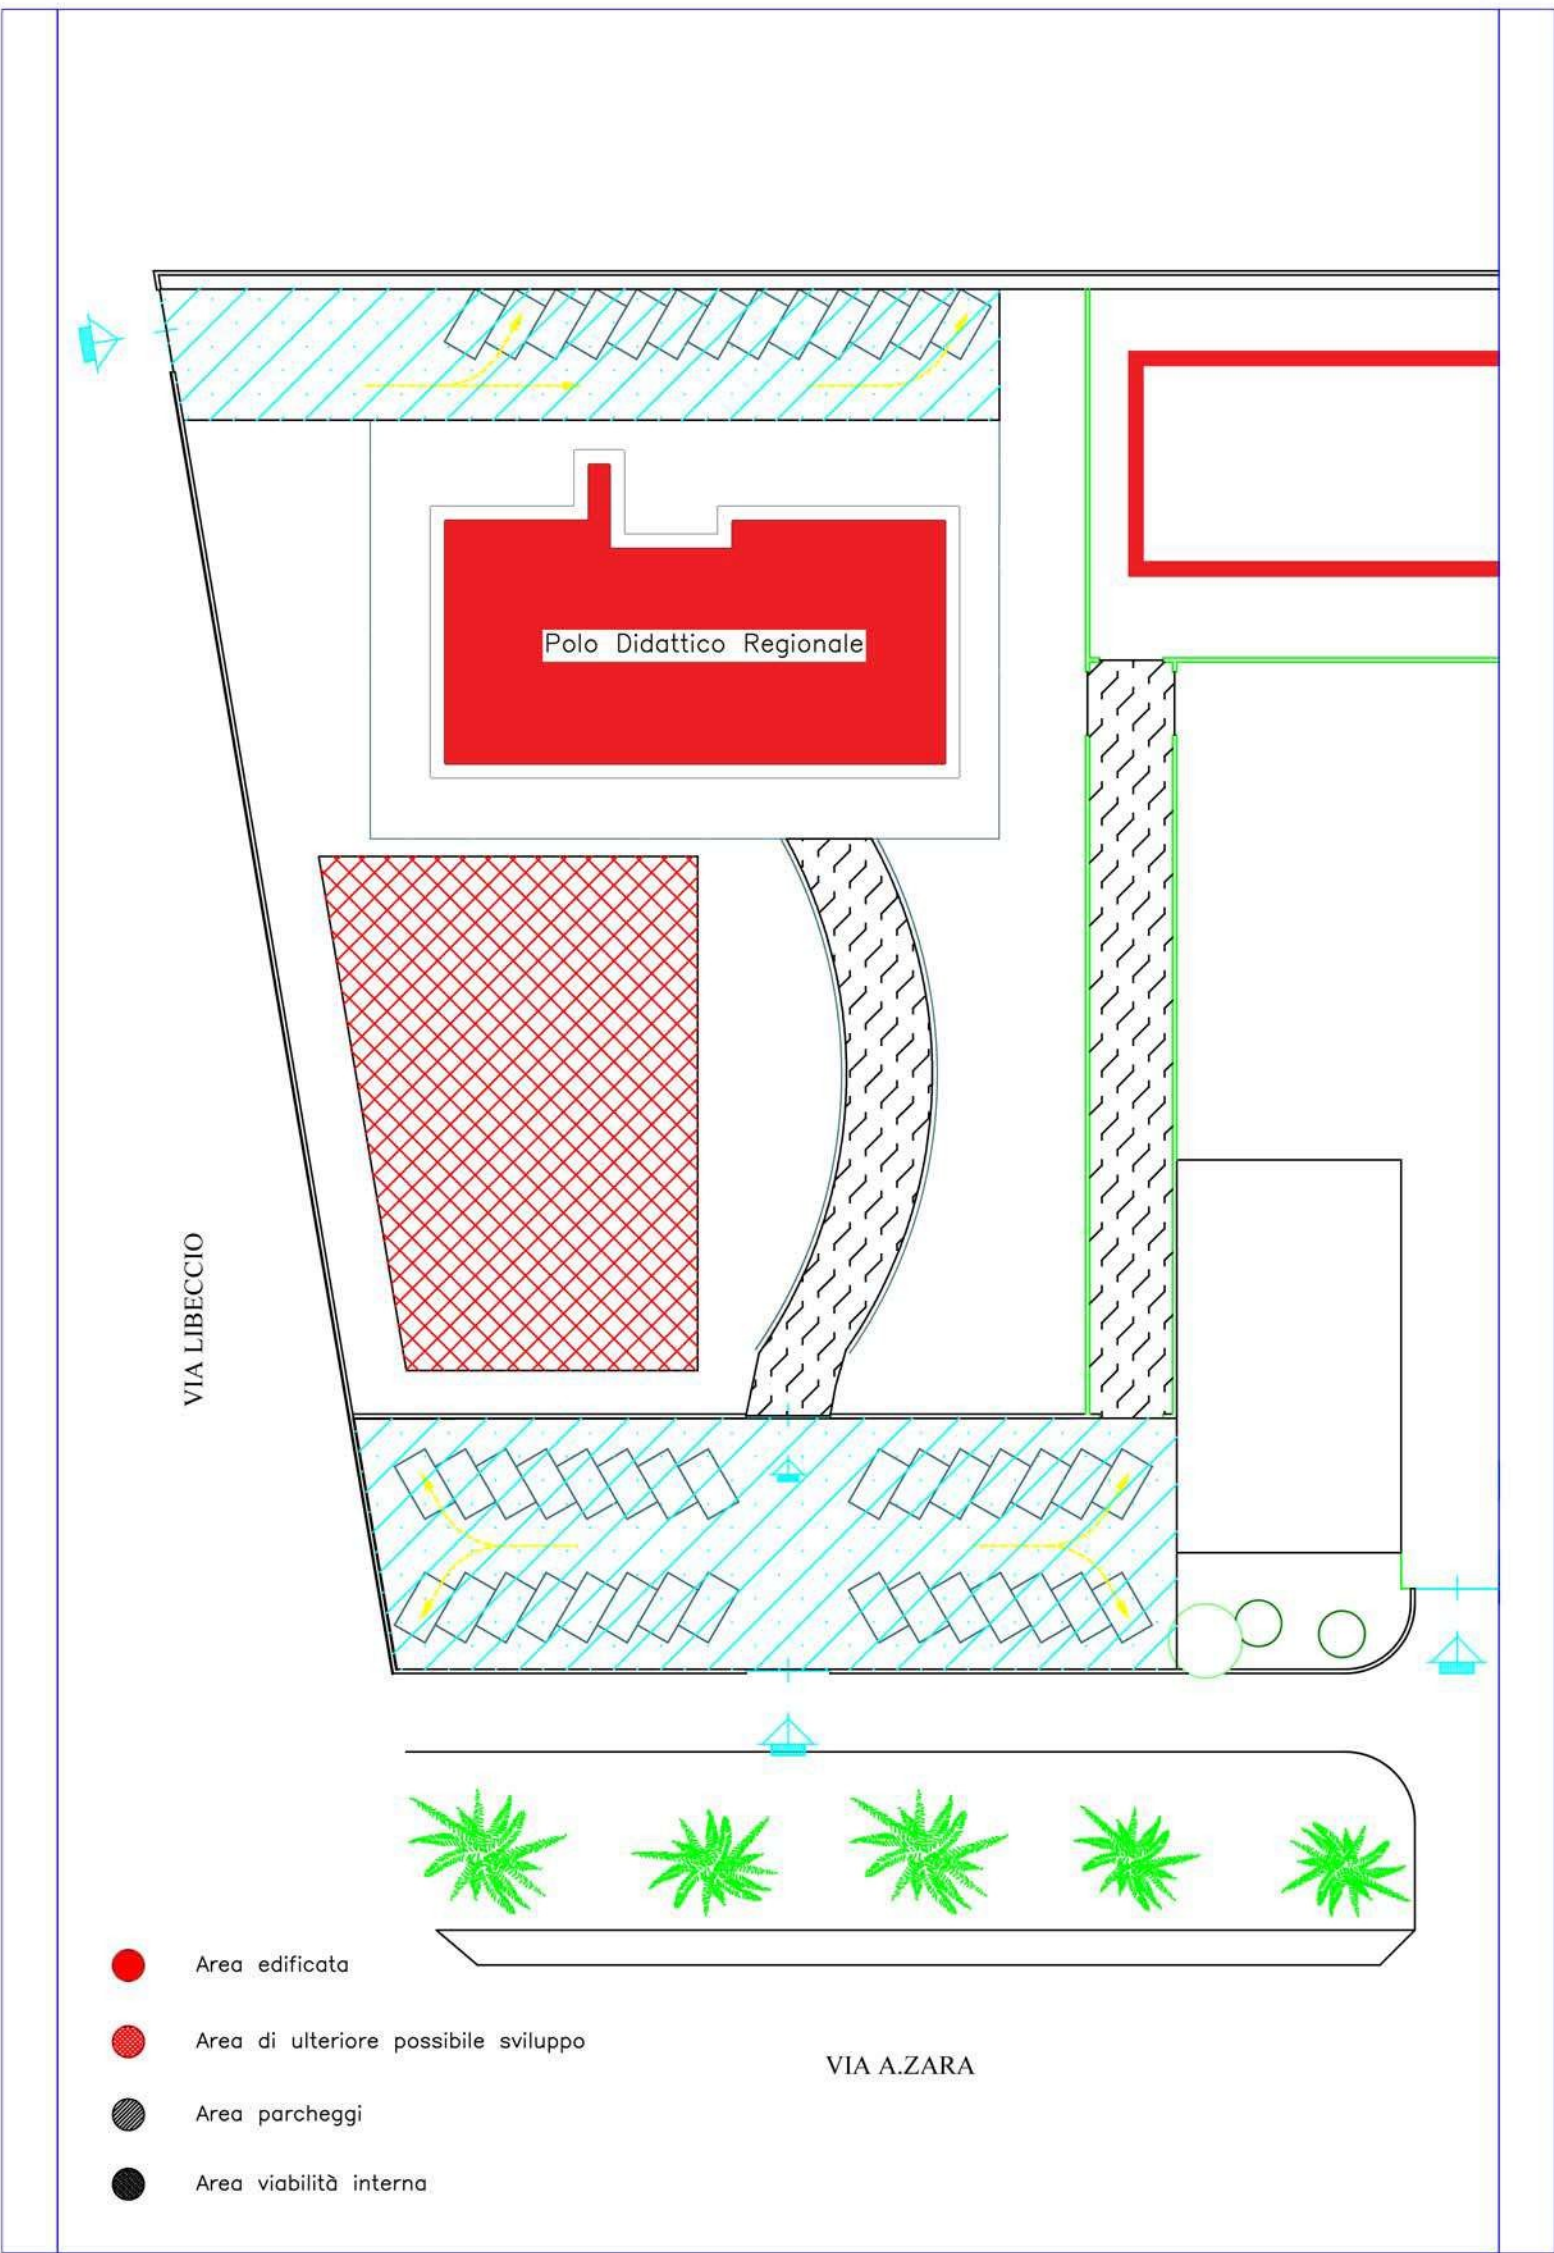 Polo Didattico Regionale
VIA LIBECCIO
Area edificata
Area di ulteriore possibile sviluppo
VIA A.ZARA
Area parcheggi
Area viabilità interna